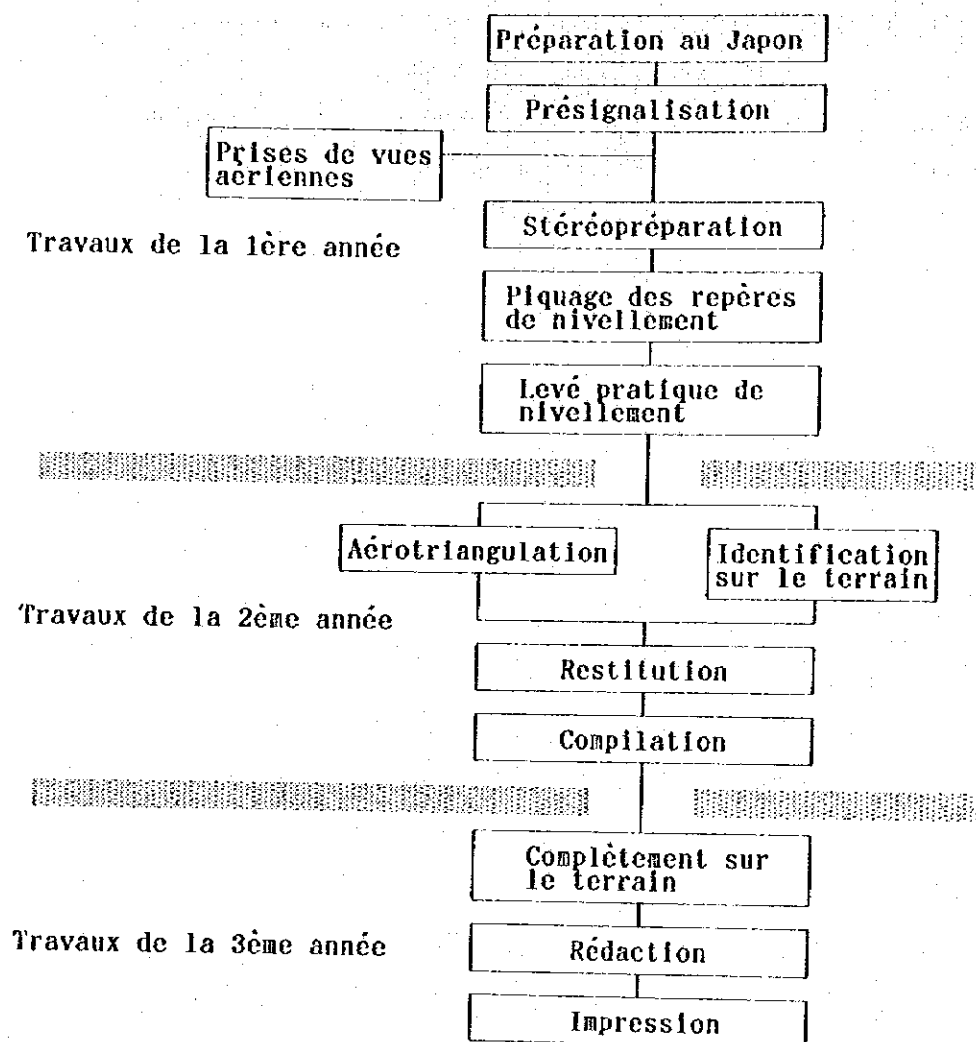 Préparation au Japon
Présignalisation
Prises de vues
aériennes
Stéréopréparation
Travaux de la 1ère année
Piquage des repères
de nivellement
Levé pratique de
nivellement
Aérotriangulation
Identification
sur le terrain
Travaux de la 2ème année
Restitution
Compilation
Complètement sur
le terrain
Travaux de la 3ème année
Rédaction
Impression